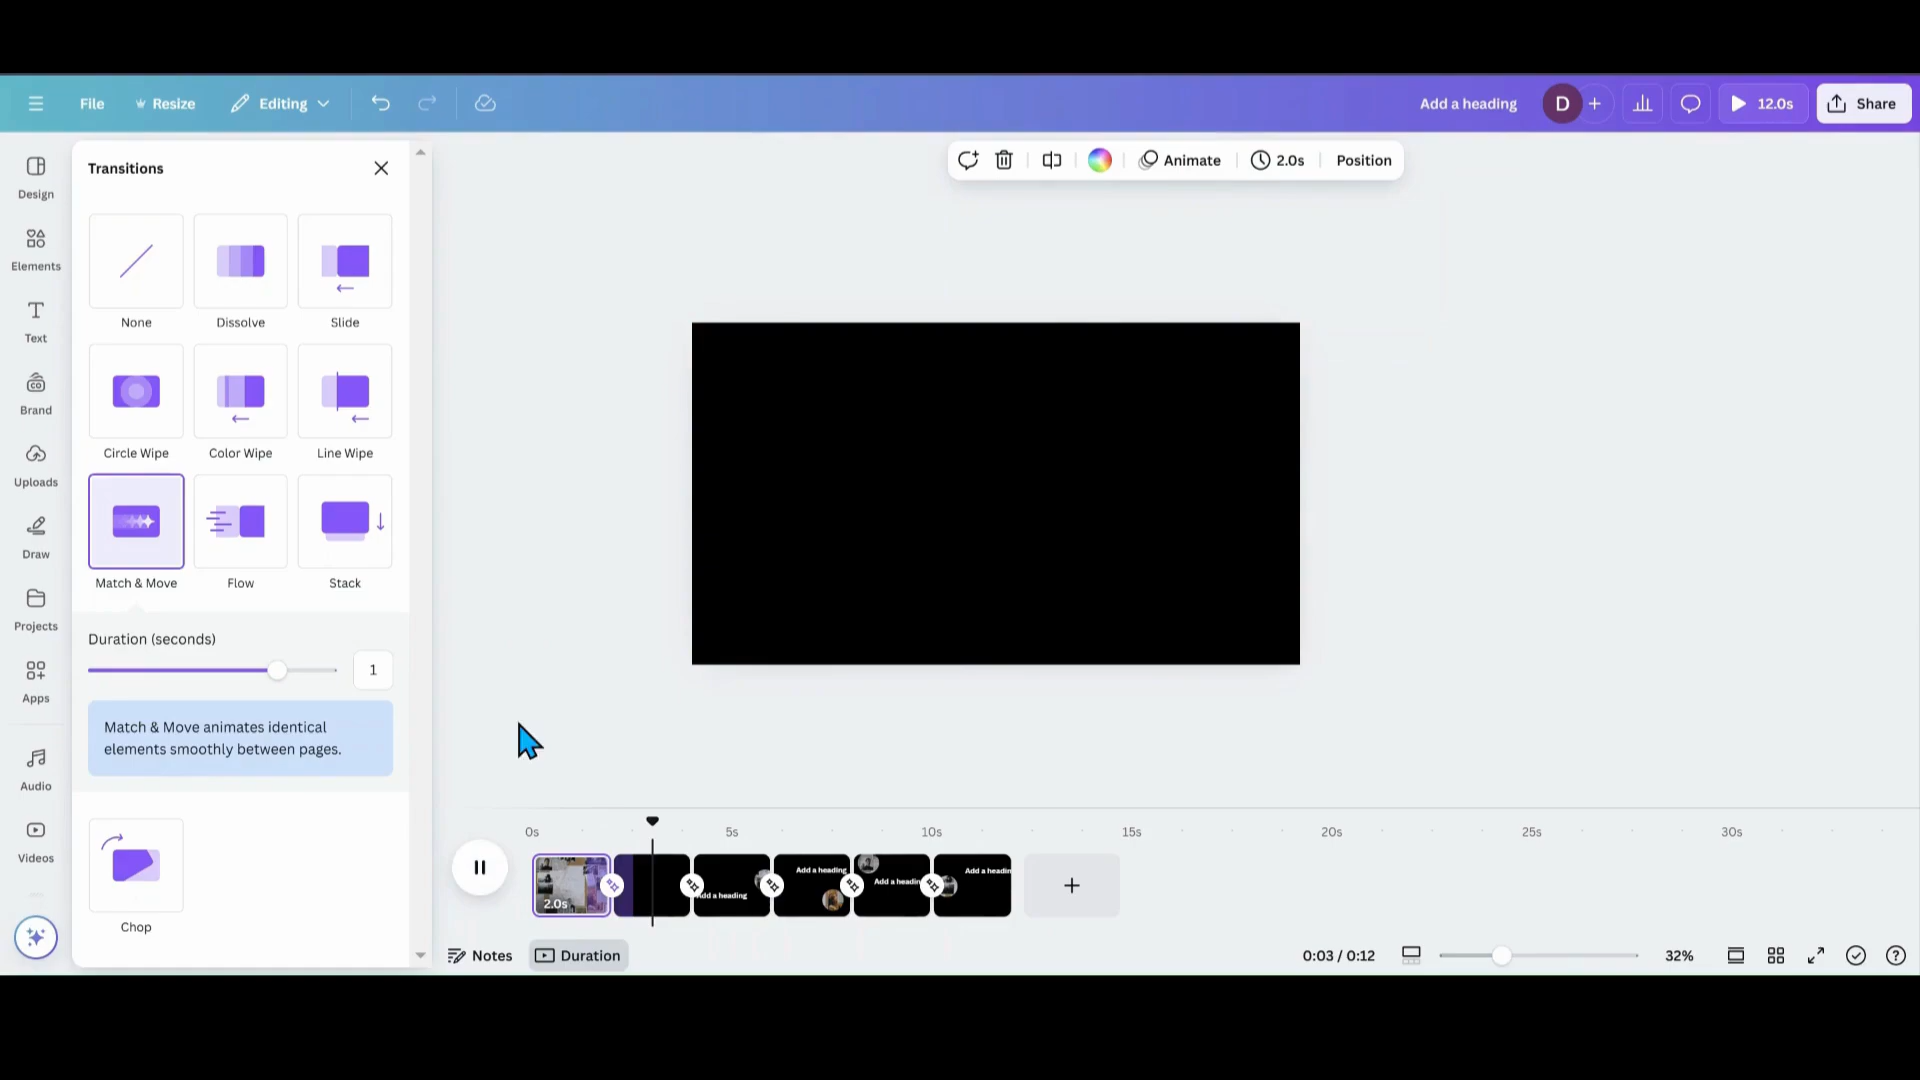 File
Resize
Editing
Add a heading
D
12.0s
Share
Design
Elements
Text
Brand
Uploads
Draw
Projects
Apps
Audio
Videos
Transitions
None
Dissolve
Slide
Circle Wipe
Color Wipe
Line Wipe
Match & Move
Flow
Stack
Duration (seconds)
1
Match & Move animates identical
elements smoothly between pages.
Chop
Animate
2.0s
Position
0s
5s
10s
15s
20s
25s
30s
2.0s
dd a heading
Add a heading
Add a headin
Add a headin
Notes
Duration
0:03 / 0:12
32%